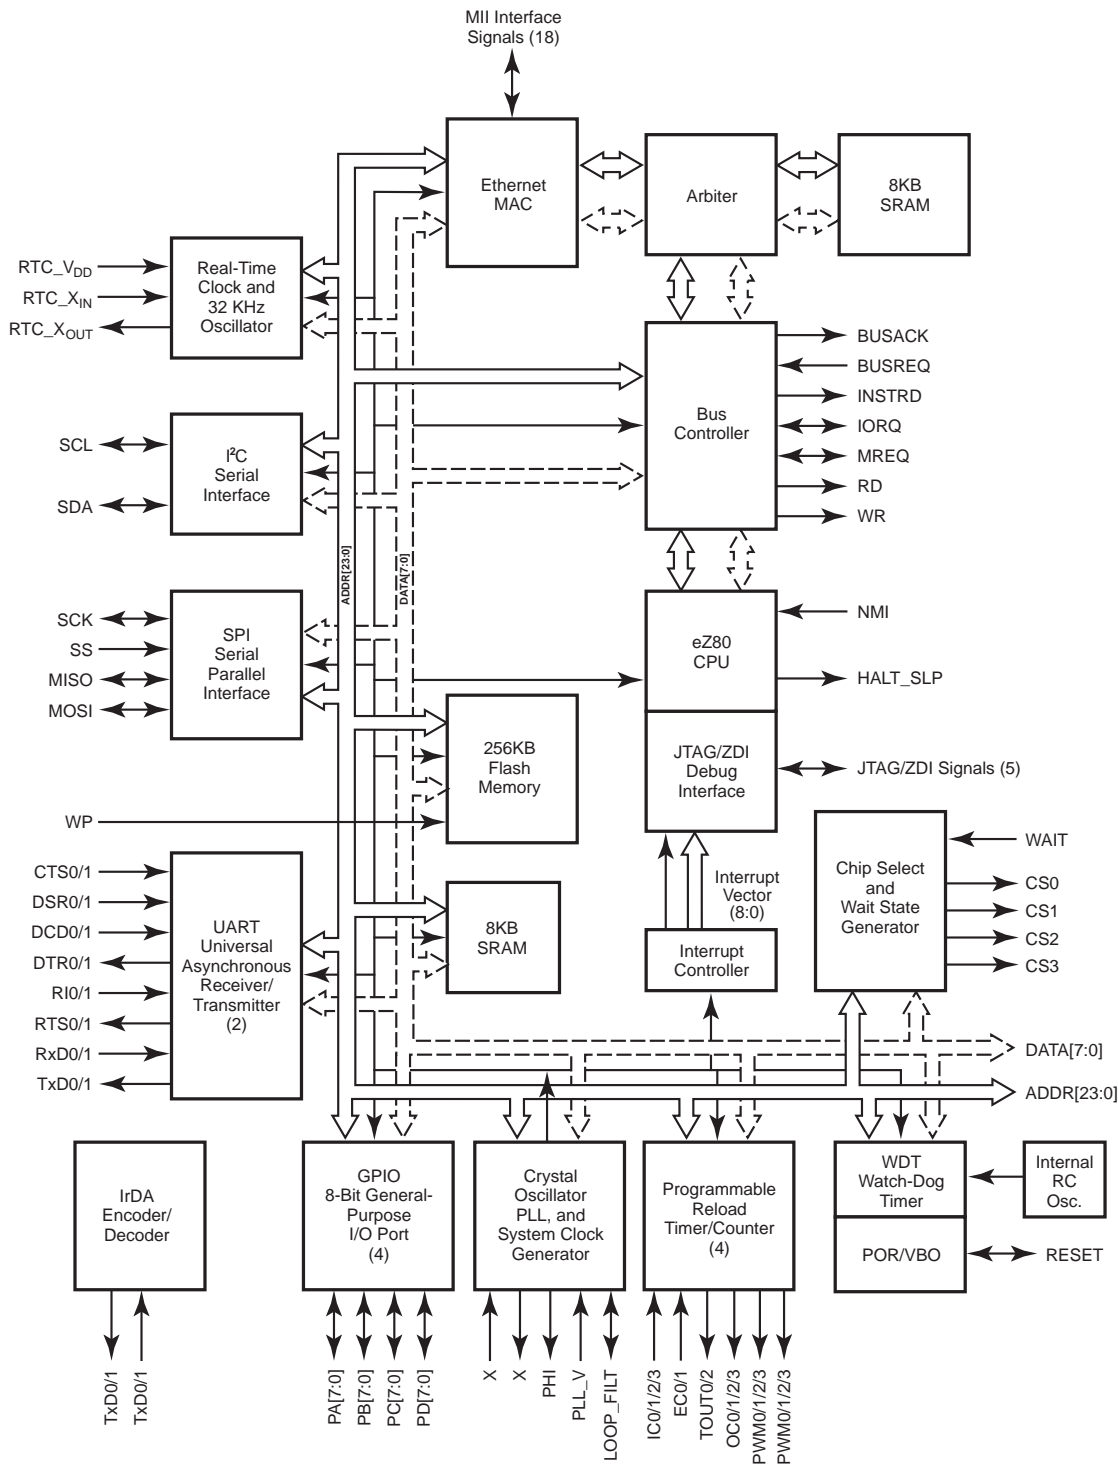 MII Interface
Signals (18)
Ethernet
MAC
Arbiter
8KB
SRAM
RTC_VDD
RTC_XIN
RTC_XOUT
Real-Time
Clock and
32 KHz
Oscillator
BUSACK
BUSREQ
INSTRD
IORQ
MREQ
RD
WR
Bus
Controller
SCL
SDA
I²C
Serial
Interface
ADDR[23:0]
DATA[7:0]
SCK
SS
MISO
MOSI
SPI
Serial
Parallel
Interface
eZ80
CPU
NMI
HALT_SLP
256KB
Flash
Memory
JTAG/ZDI
Debug
Interface
JTAG/ZDI Signals (5)
WP
CTS0/1
DSR0/1
DCD0/1
DTR0/1
RI0/1
RTS0/1
RxD0/1
TxD0/1
UART
Universal
Asynchronous
Receiver/
Transmitter
(2)
8KB
SRAM
Interrupt
Vector
(8:0)
Interrupt
Controller
Chip Select
and
Wait State
Generator
WAIT
CS0
CS1
CS2
CS3
DATA[7:0]
ADDR[23:0]
IrDA
Encoder/
Decoder
GPIO
8-Bit General-
Purpose
I/O Port
(4)
Crystal
Oscillator
PLL, and
System Clock
Generator
Programmable
Reload
Timer/Counter
(4)
WDT
Watch-Dog
Timer
POR/VBO
Internal
RC
Osc.
RESET
TxD0/1
TxD0/1
PA[7:0]
PB[7:0]
PC[7:0]
PD[7:0]
X
X
PHI
PLL_V
LOOP_FILT
IC0/1/2/3
EC0/1
TOUT0/2
OC0/1/2/3
PWM0/1/2/3
PWM0/1/2/3